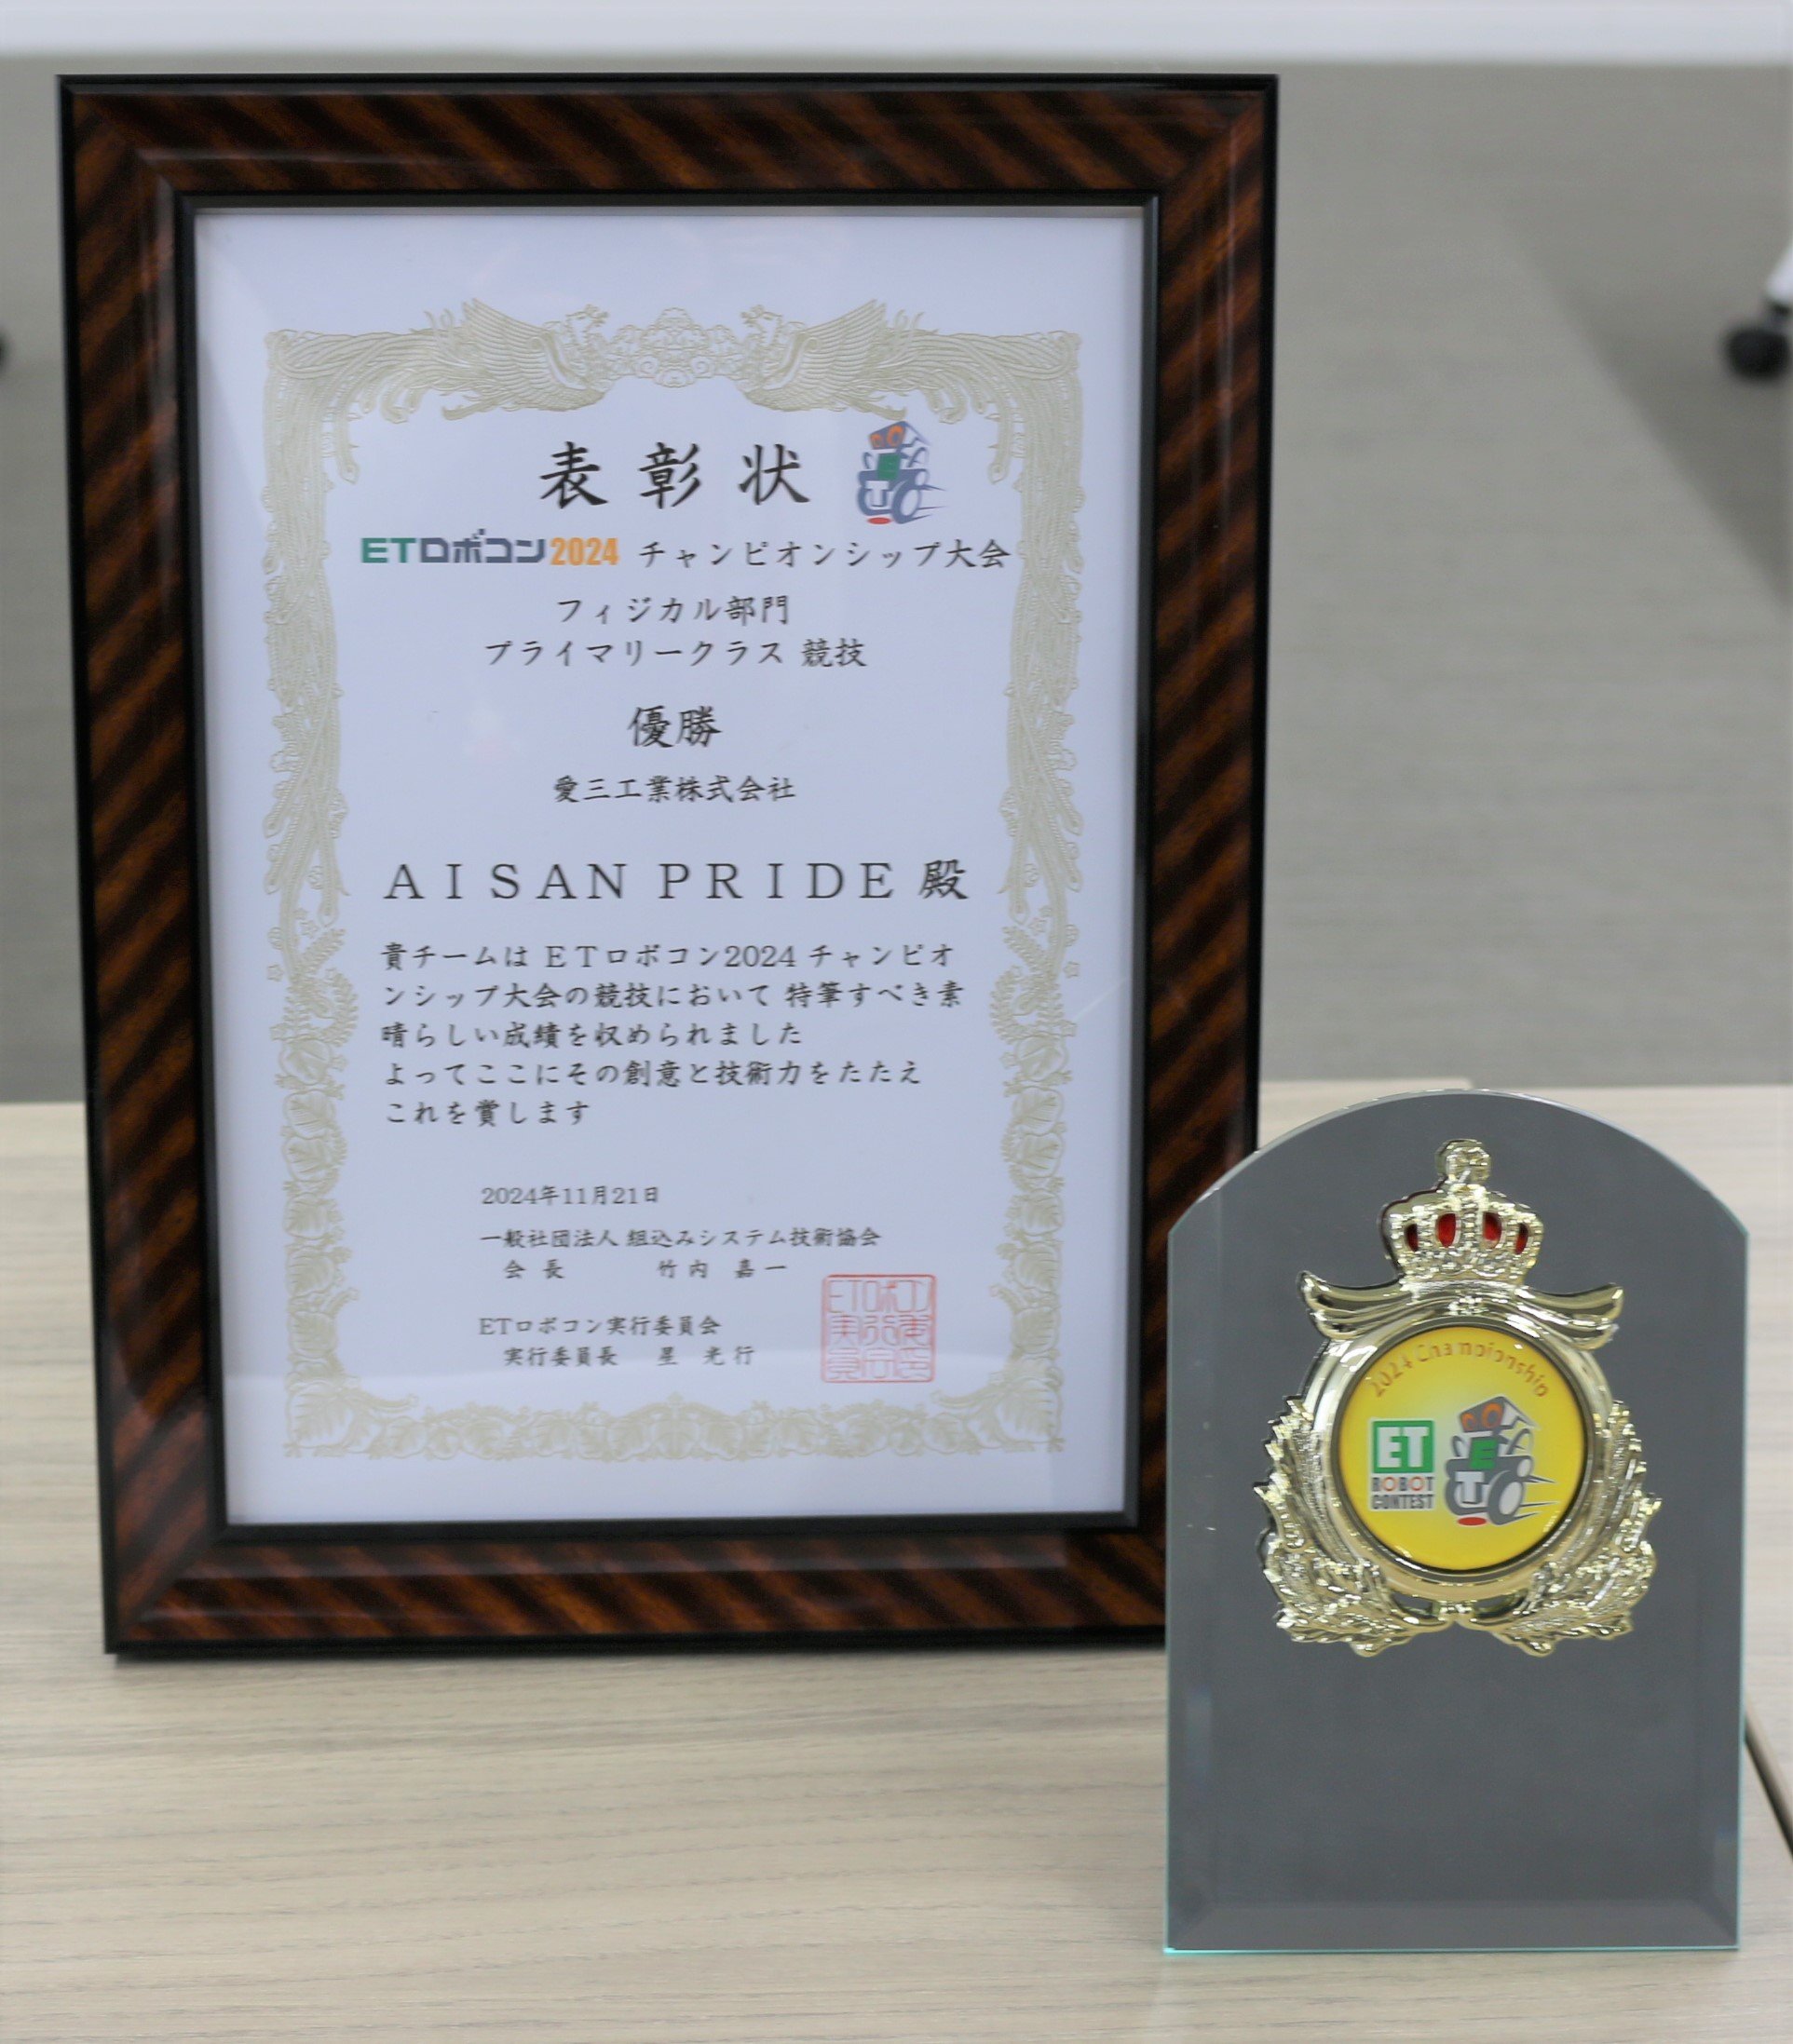 表彰状
ETロボコン2024 チャンピオンシップ大会
フィジカル部門
プライマリークラス 競技
優勝
愛三工業株式会社
AISAN PRIDE 殿
貴チームは ETロボコン2024 チャンピオ
ンシップ大会の競技において 特筆すべき素
晴らしい成績を収められました
よってここにその創意と技術力をたたえ
これを賞します
2024年11月21日
一般社団法人 組込みシステム技術協会
会長 竹内 嘉一
ETロボコン実行委員会
実行委員長 星 光行
2024 Championship
ET
ROBOT
CONTEST